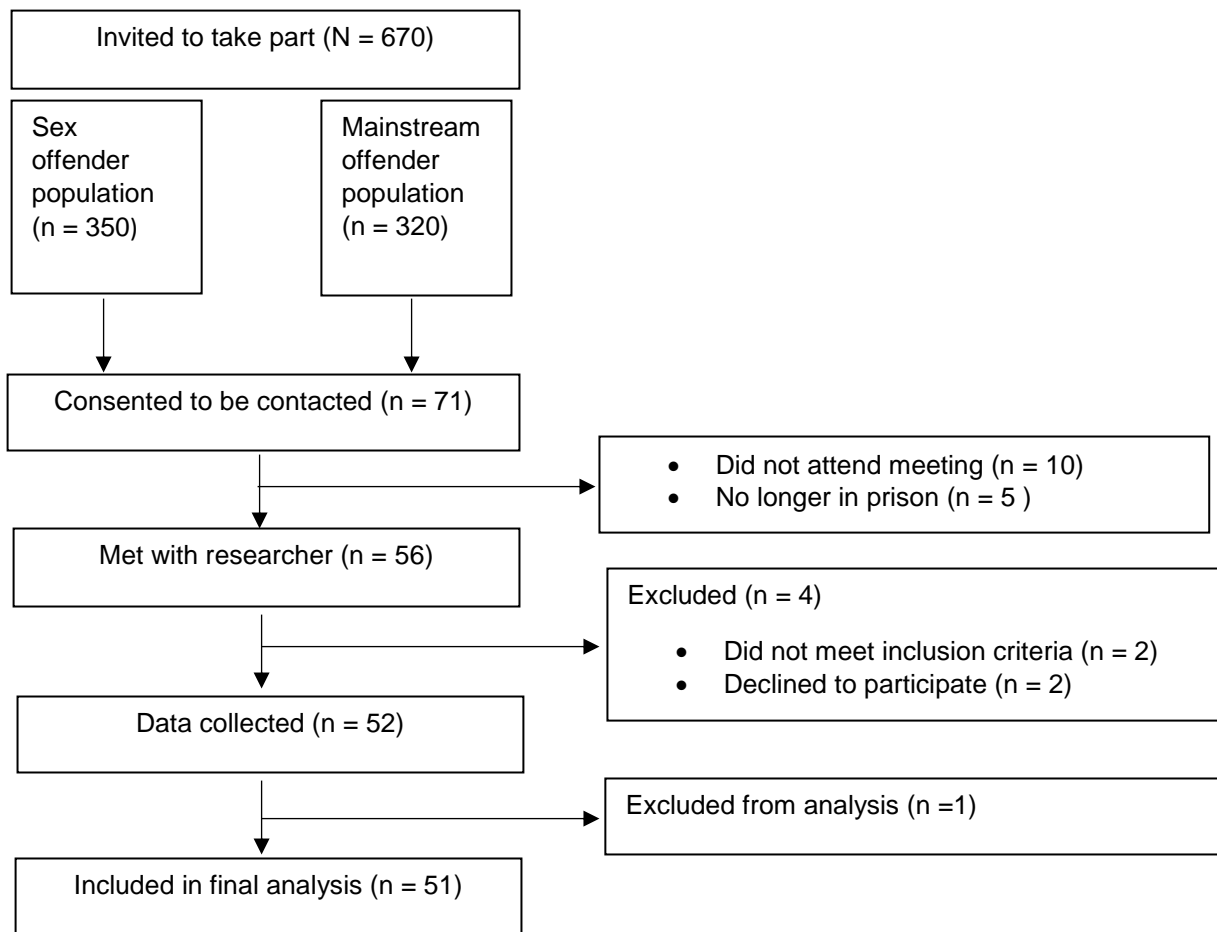 Invited to take part (N = 670)
Sex
offender
population
(n = 350)
Mainstream
offender
population
(n = 320)
Consented to be contacted (n = 71)
• Did not attend meeting (n = 10)
• No longer in prison (n = 5 )
Met with researcher (n = 56)
Excluded (n = 4)
• Did not meet inclusion criteria (n = 2)
• Declined to participate (n = 2)
Data collected (n = 52)
Excluded from analysis (n =1)
Included in final analysis (n = 51)